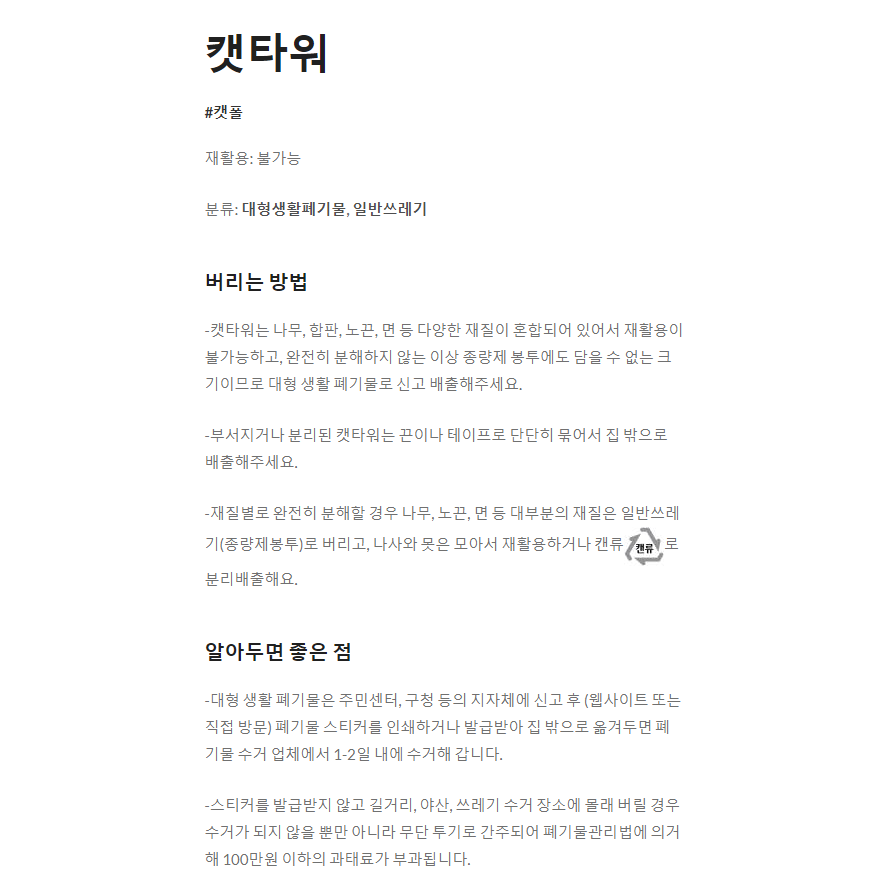 캣타워
#캣폴
재활용: 불가능
분류: 대형생활폐기물, 일반쓰레기
버리는 방법
-캣타워는 나무, 합판, 노끈, 면 등 다양한 재질이 혼합되어 있어서 재활용이
불가능하고, 완전히 분해하지 않는 이상 종량제 봉투에도 담을 수 없는 크
기이므로 대형 생활 폐기물로 신고 배출해주세요.
-부서지거나 분리된 캣타워는 끈이나 테이프로 단단히 묶어서 집 밖으로
배출해주세요.
-재질별로 완전히 분해할 경우 나무, 노끈, 면 등 대부분의 재질은 일반쓰레
기(종량제봉투)로 버리고, 나사와 못은 모아서 재활용하거나 캔류 캔류 로
분리배출해요.
알아두면 좋은 점
-대형 생활 폐기물은 주민센터, 구청 등의 지자체에 신고 후 (웹사이트 또는
직접 방문) 폐기물 스티커를 인쇄하거나 발급받아 집 밖으로 옮겨두면 폐
기물 수거 업체에서 1-2일 내에 수거해 갑니다.
-스티커를 발급받지 않고 길거리, 야산, 쓰레기 수거 장소에 몰래 버릴 경우
수거가 되지 않을 뿐만 아니라 무단 투기로 간주되어 폐기물관리법에 의거
해 100만원 이하의 과태료가 부과됩니다.